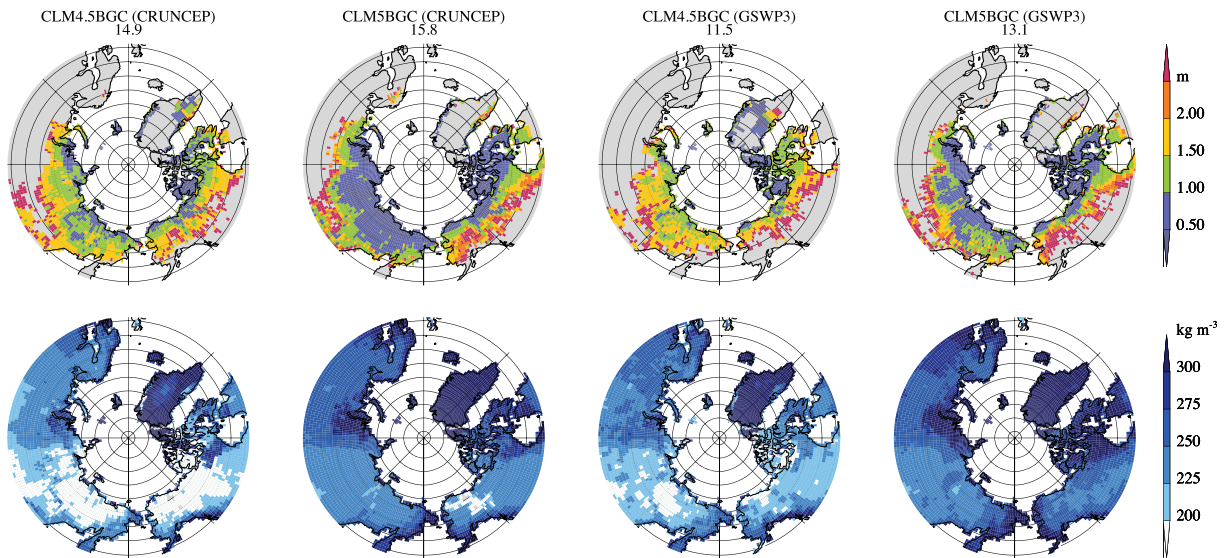 CLM4.5BGC (CRUNCEP)
14.9
CLM5BGC (CRUNCEP)
15.8
CLM4.5BGC (GSWP3)
11.5
CLM5BGC (GSWP3)
13.1
m
2.00
1.50
1.00
0.50
kg m⁻³
300
275
250
225
200